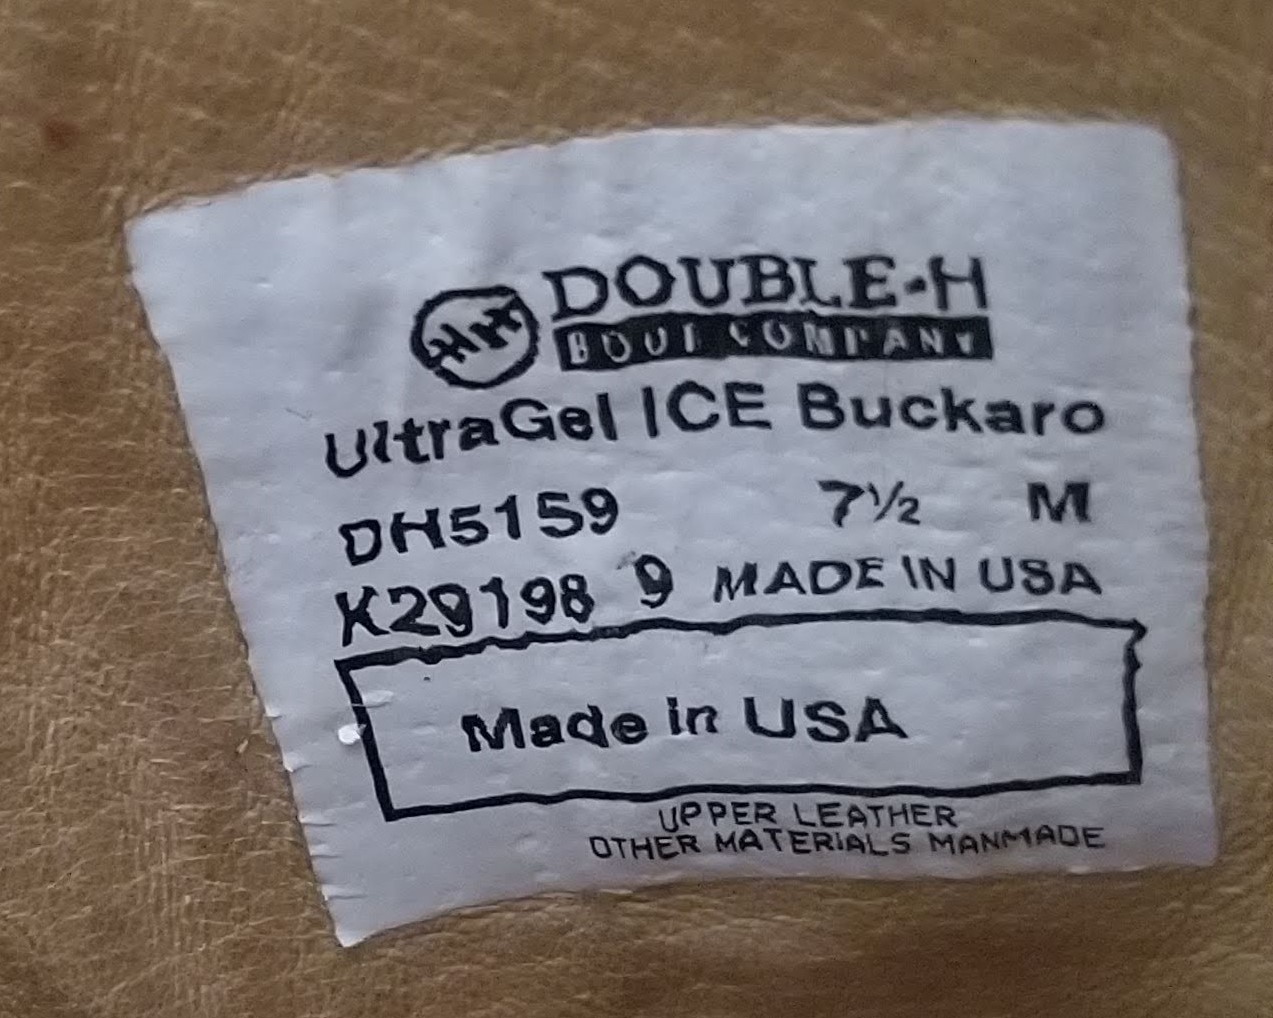 HH DOUBLE-H
BOOT COMPANY
UltraGel ICE Buckaro
DH5159 7½ M
K29198 9 MADE IN USA
Made in USA
UPPER LEATHER
OTHER MATERIALS MANMADE